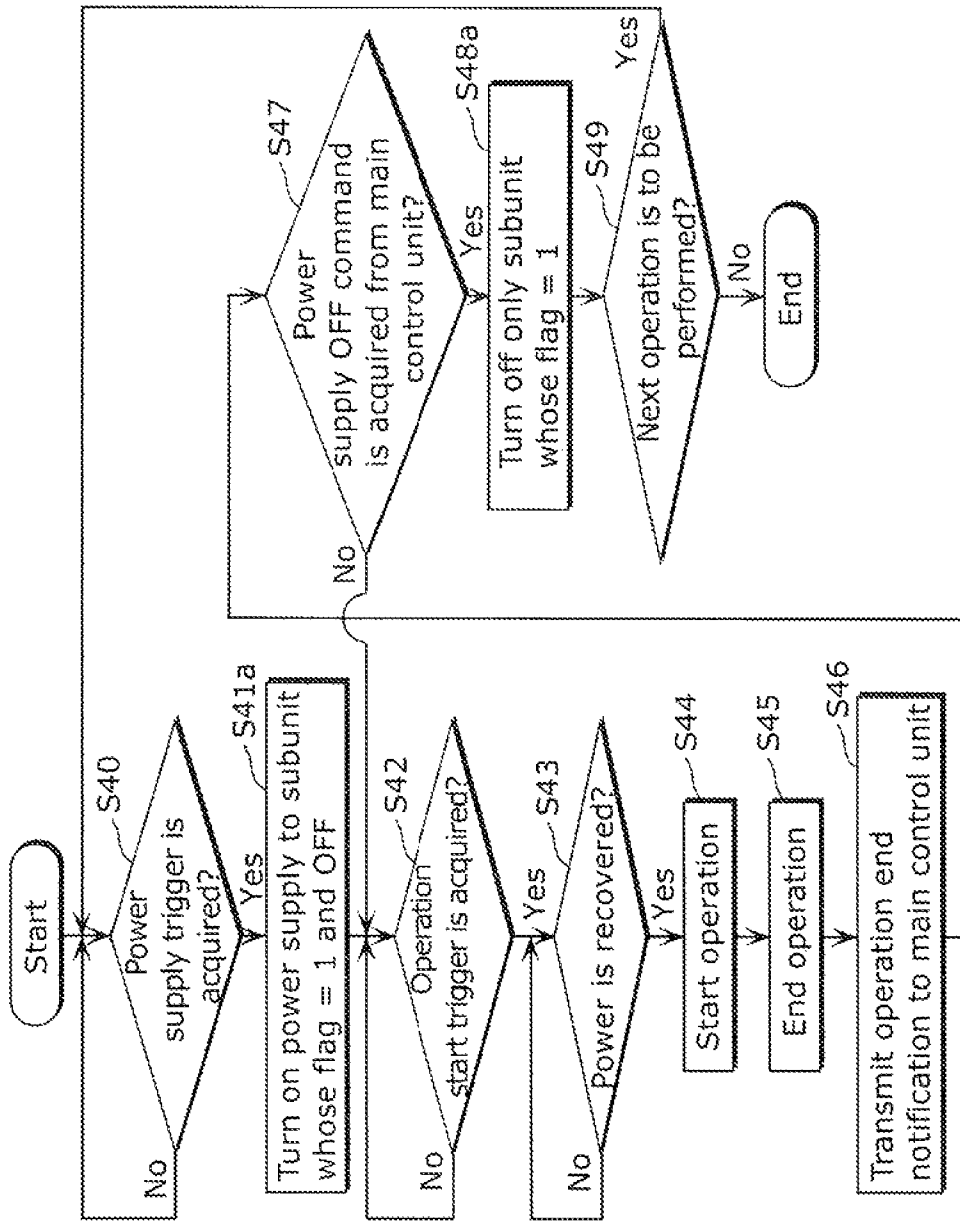 Start
S40
Power
supply trigger is
acquired?
No
Yes
S41a
Turn on power supply to subunit
whose flag = 1 and OFF
S42
Operation
start trigger is acquired?
No
Yes
S43
Power is recovered?
No
Yes
S44
Start operation
S45
End operation
S46
Transmit operation end
notification to main control unit
S47
Power
supply OFF command
is acquired from main
control unit?
No
Yes
S48a
Turn off only subunit
whose flag = 1
S49
Next operation is to be
performed?
Yes
No
End